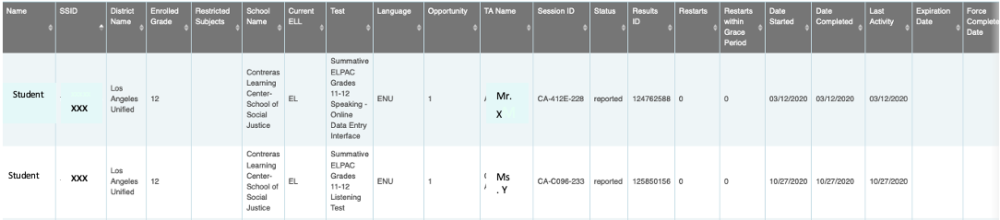 Name SSID District Name Enrolled Grade Restricted Subjects School Name Current ELL Test Language Opportunity TA Name Session ID Status Results ID Restarts Restarts within Grace Period Date Started Date Completed Last Activity Expiration Date Force Complete Date
Student XXX Los Angeles Unified 12 Contreras Learning Center- School of Social Justice EL Summative ELPAC Grades 11-12 Speaking - Online Data Entry Interface ENU 1 Mr. X CA-412E-228 reported 124762588 0 0 03/12/2020 03/12/2020 03/12/2020
Student XXX Los Angeles Unified 12 Contreras Learning Center- School of Social Justice EL Summative ELPAC Grades 11-12 Listening Test ENU 1 Ms . Y CA-C096-233 reported 125850156 0 0 10/27/2020 10/27/2020 10/27/2020